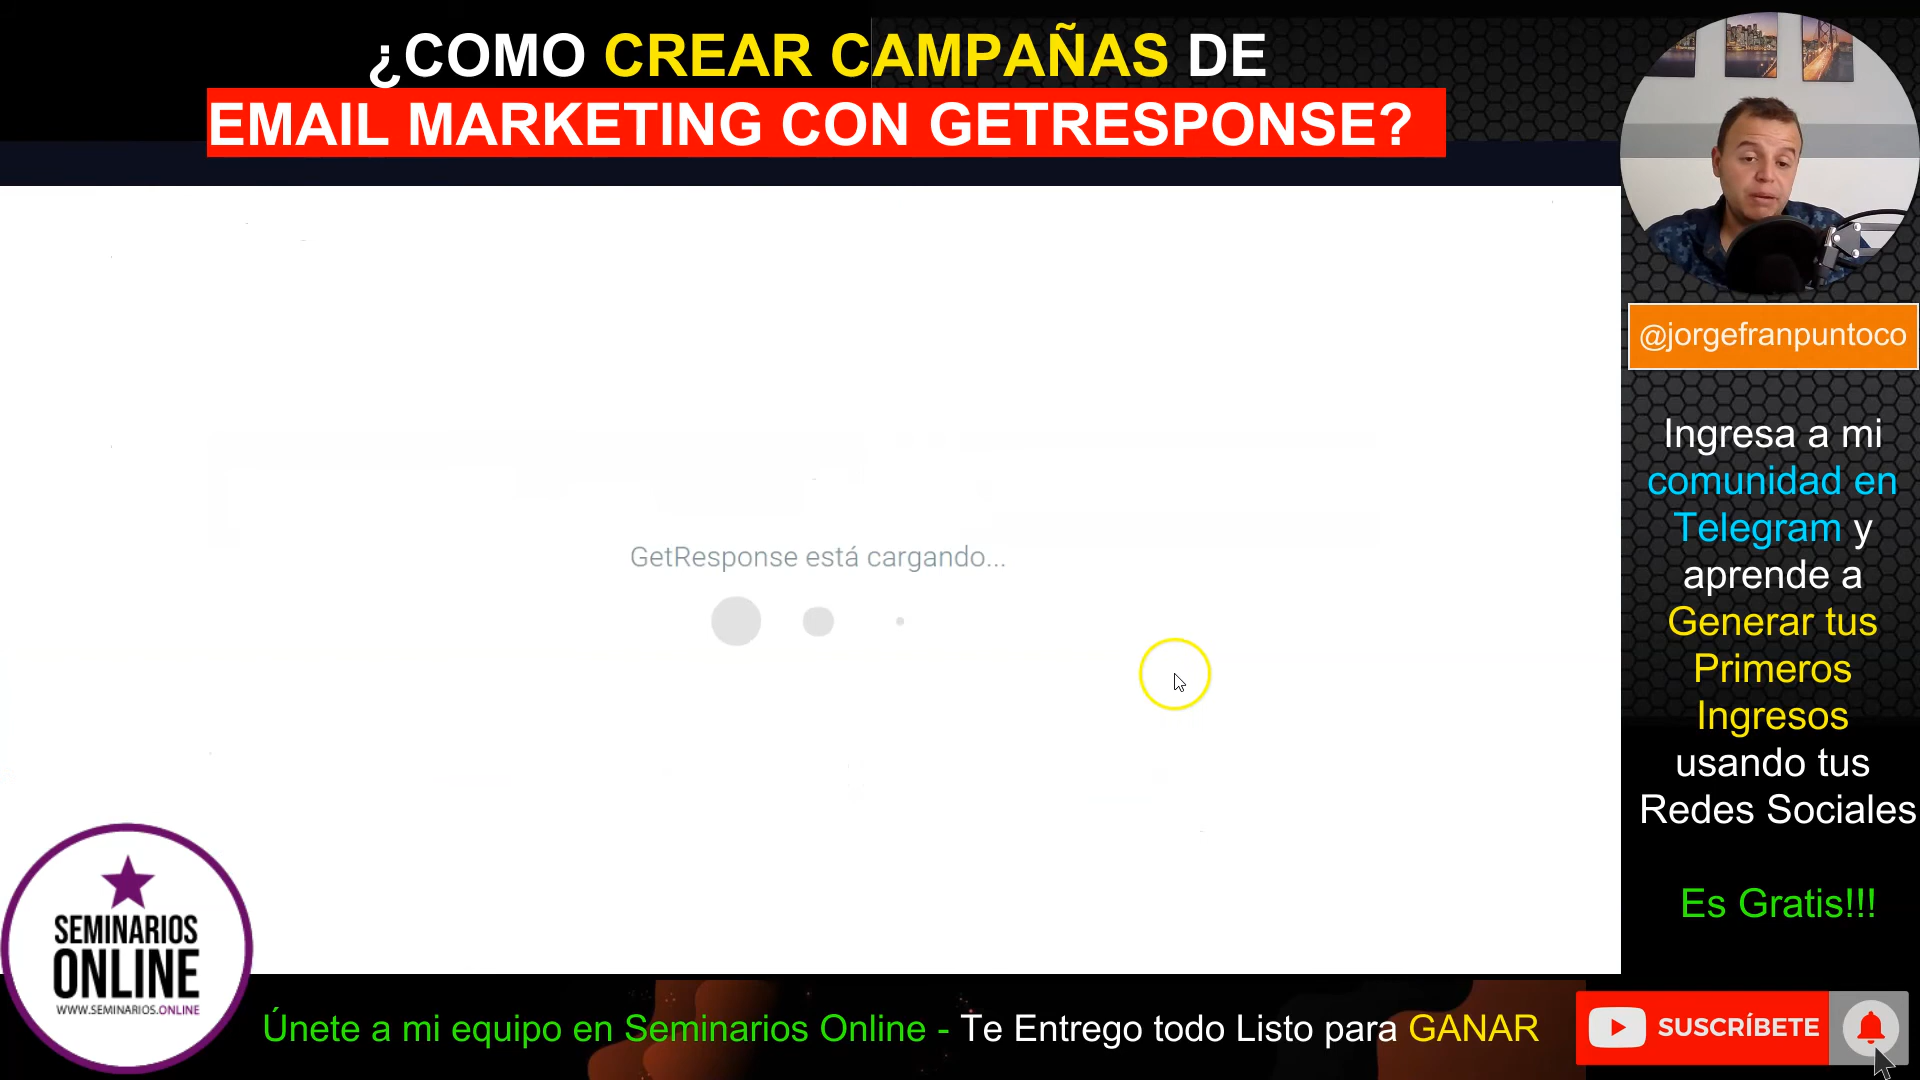 ¿COMO CREAR CAMPAÑAS DE
EMAIL MARKETING CON GETRESPONSE?
@jorgefranpuntoco
Ingresa a mi
comunidad en
Telegram y
aprende a
Generar tus
Primeros
Ingresos
usando tus
Redes Sociales
Es Gratis!!!
GetResponse está cargando...
SEMINARIOS
ONLINE
WWW.SEMINARIOS.ONLINE
Únete a mi equipo en Seminarios Online - Te Entrego todo Listo para GANAR
SUSCRÍBETE